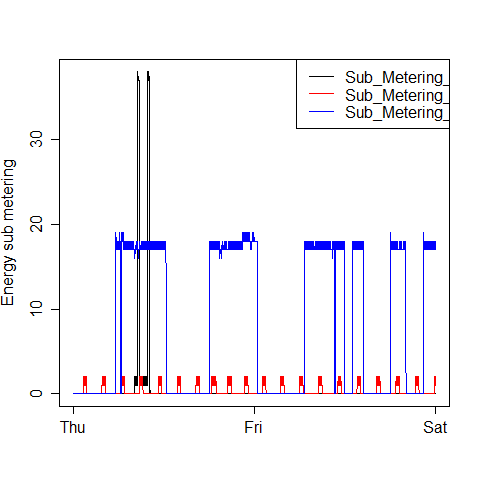 Sub_Metering_
Sub_Metering_
Sub_Metering_
Energy sub metering
30
20
10
0
Thu Fri Sat